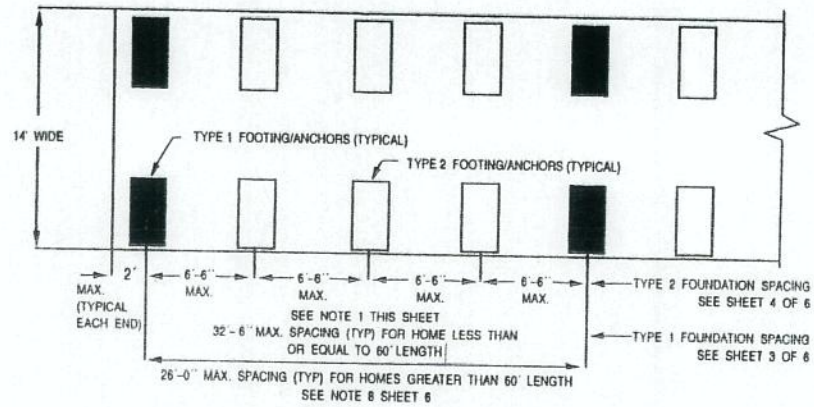 14' WIDE
TYPE 1 FOOTING/ANCHORS (TYPICAL)
TYPE 2 FOOTING/ANCHORS (TYPICAL)
2'
MAX.
(TYPICAL
EACH END)
6'-6"
MAX.
6'-6"
MAX.
6'-6"
MAX.
6'-6"
MAX.
TYPE 2 FOUNDATION SPACING
SEE SHEET 4 OF 6
SEE NOTE 1 THIS SHEET
32'-6" MAX. SPACING (TYP) FOR HOME LESS THAN
OR EQUAL TO 60' LENGTH
TYPE 1 FOUNDATION SPACING
SEE SHEET 3 OF 6
26'-0" MAX. SPACING (TYP) FOR HOMES GREATER THAN 60' LENGTH
SEE NOTE 8 SHEET 6